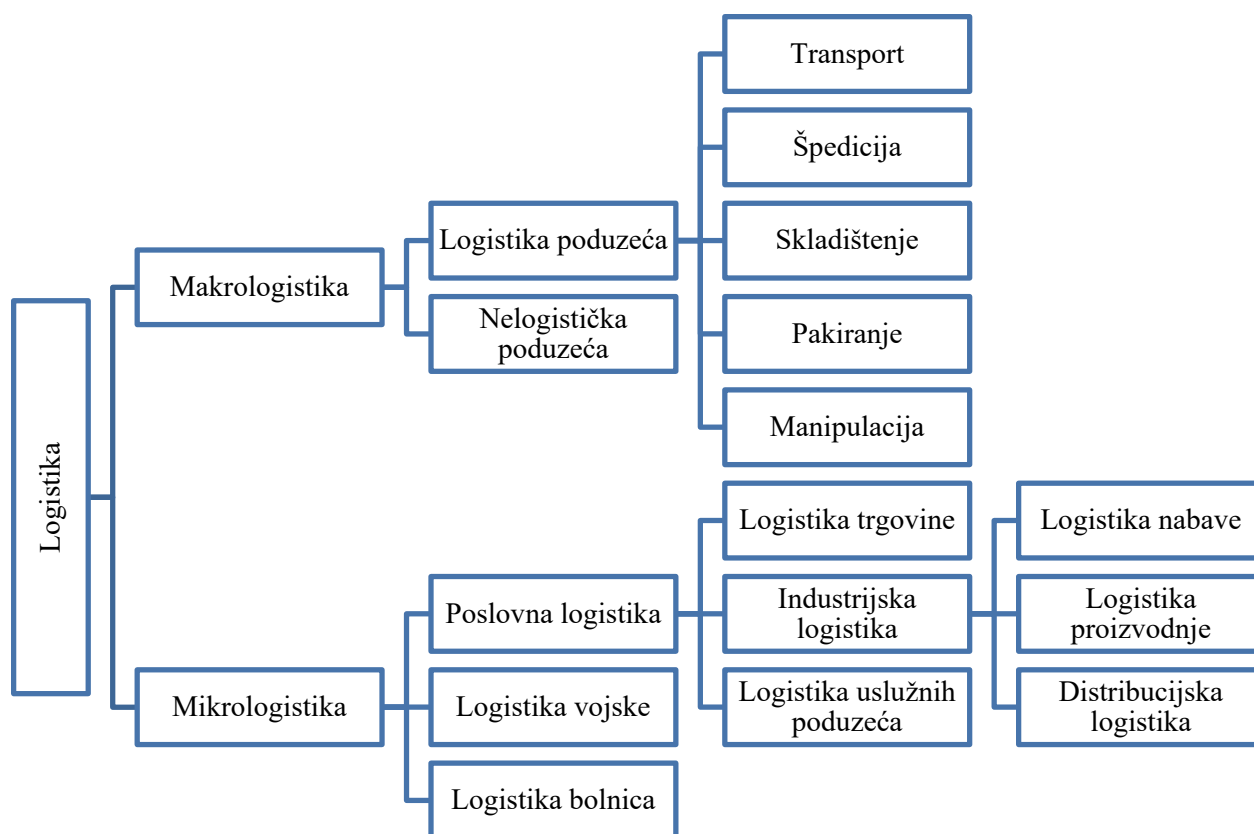 Logistika
Makrologistika
Logistika poduzeća
Transport
Špedicija
Skladištenje
Pakiranje
Manipulacija
Nelogistička
poduzeća
Mikrologistika
Poslovna logistika
Logistika trgovine
Industrijska
logistika
Logistika nabave
Logistika
proizvodnje
Distribucijska
logistika
Logistika uslužnih
poduzeća
Logistika vojske
Logistika bolnica